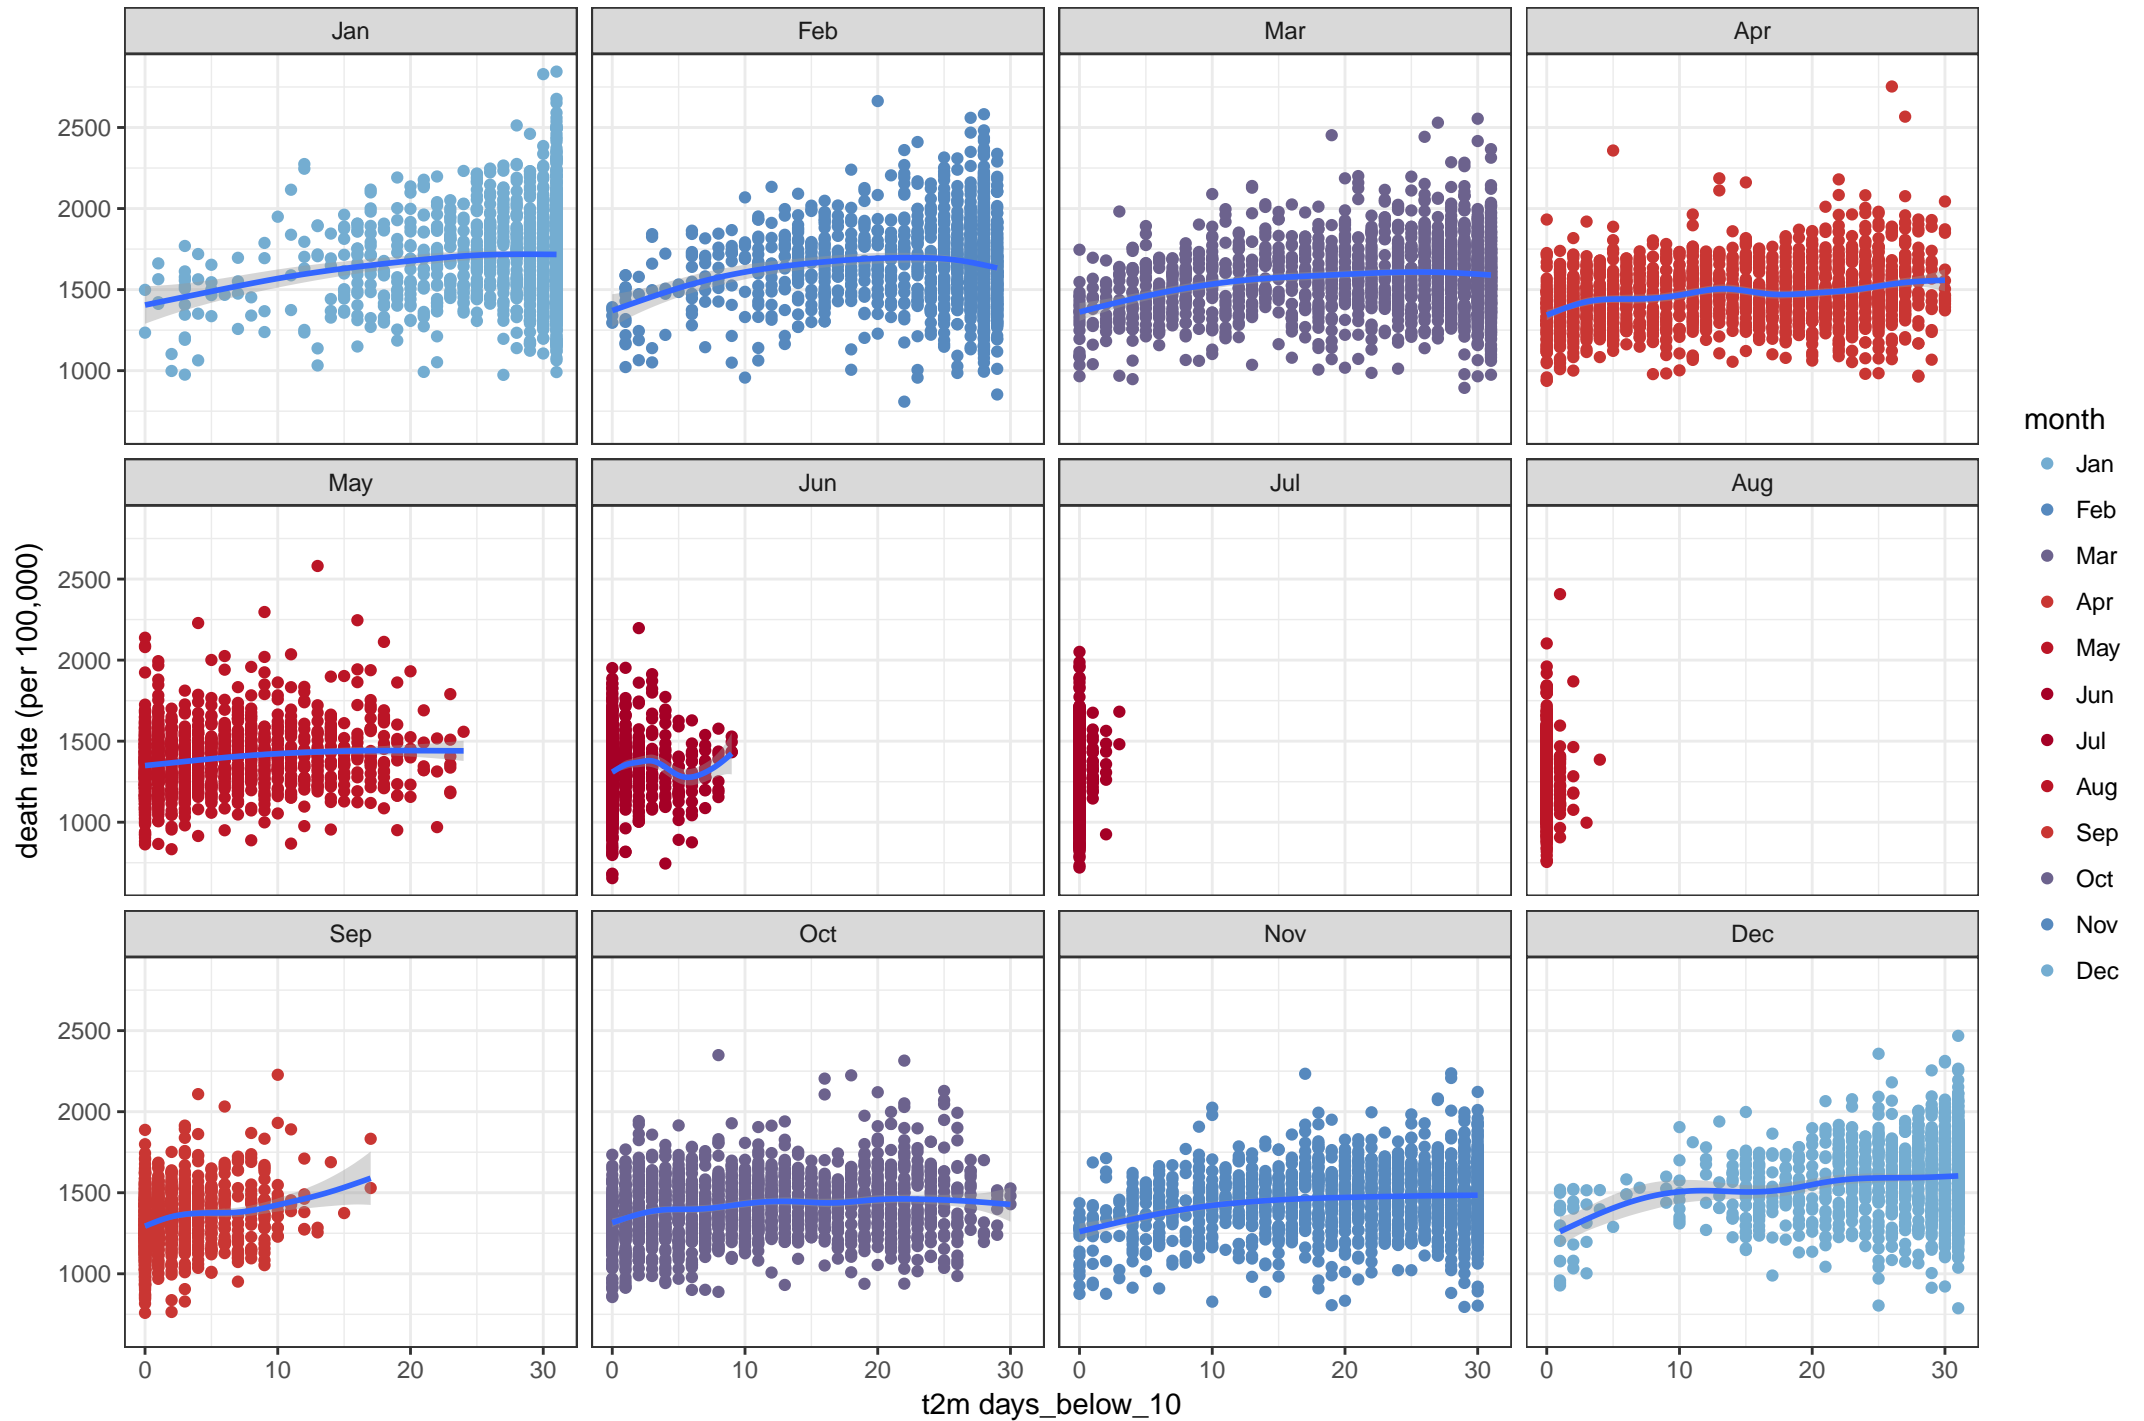 Jan Feb Mar Apr
2500
2000
1500
1000
May Jun Jul Aug
2500
2000
1500
1000
Sep Oct Nov Dec
2500
2000
1500
1000
0 10 20 30 0 10 20 30 0 10 20 30 0 10 20 30
t2m days_below_10
death rate (per 100,000)
month
Jan
Feb
Mar
Apr
May
Jun
Jul
Aug
Sep
Oct
Nov
Dec